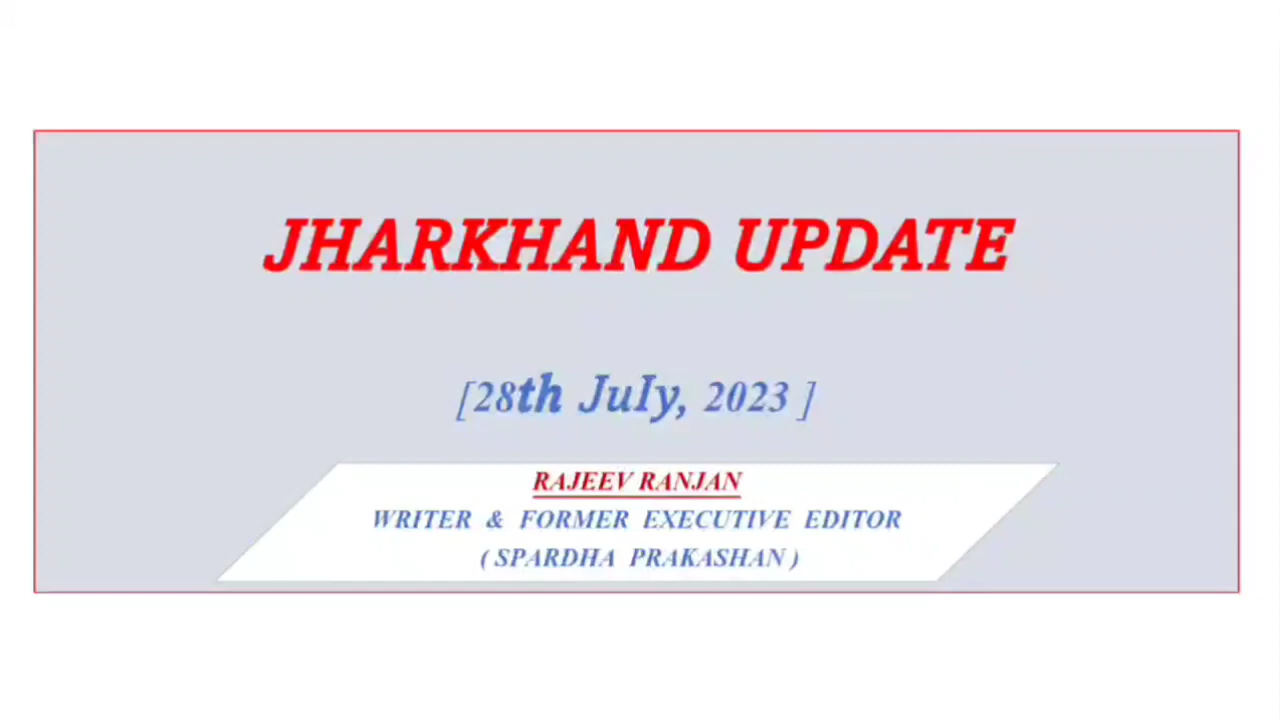 JHARKHAND UPDATE
[28th July, 2023 ]
RAJEEV RANJAN
WRITER & FORMER EXECUTIVE EDITOR
( SPARDHA PRAKASHAN )